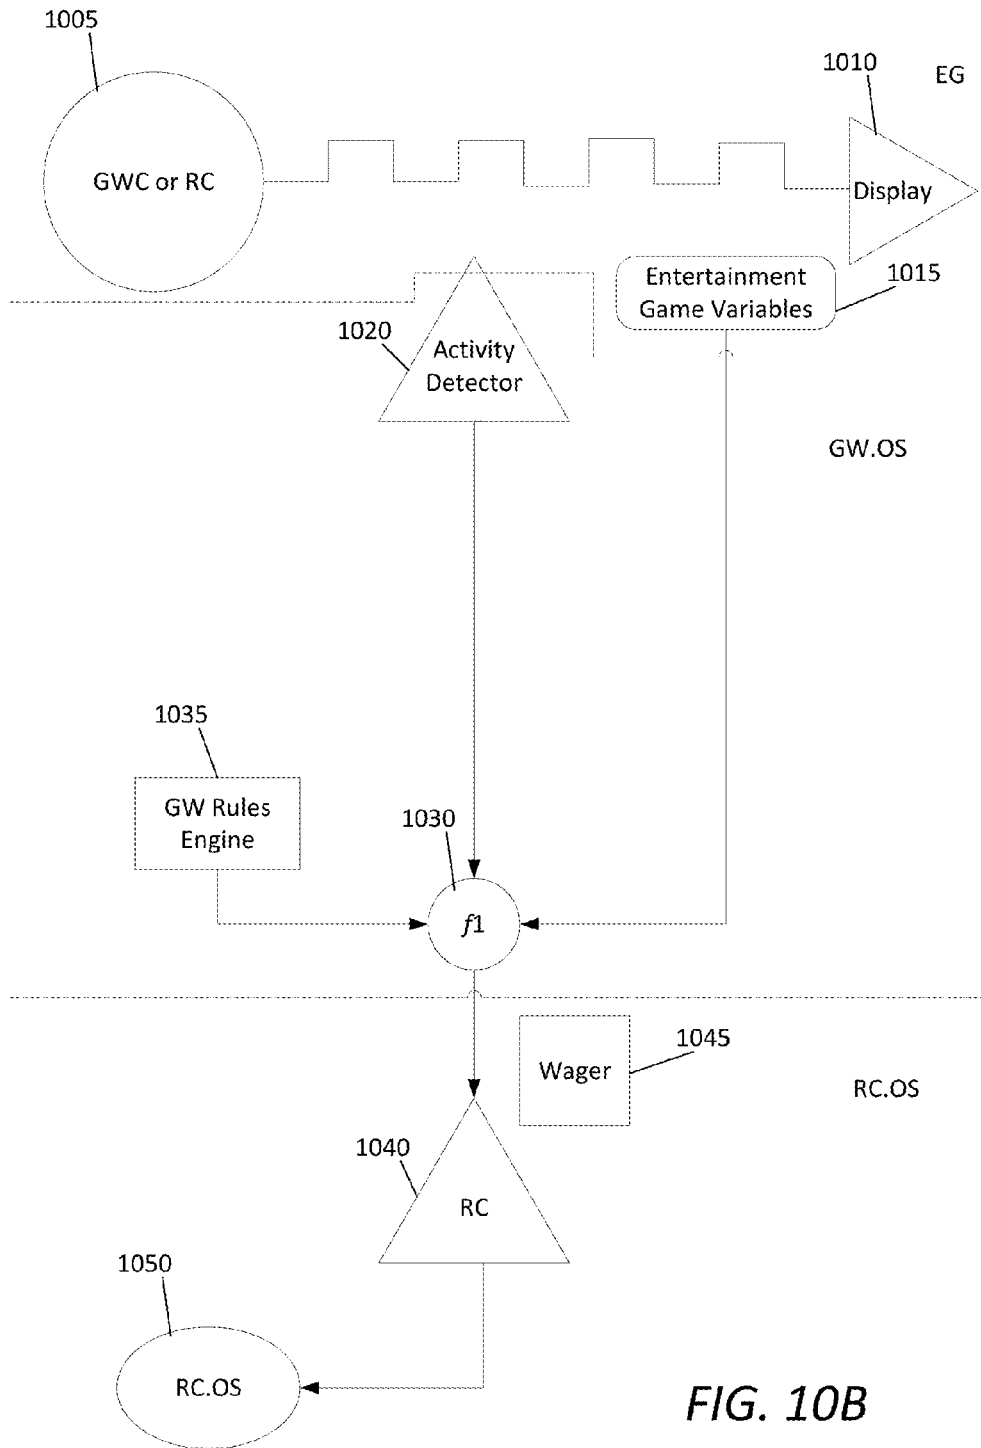 1005
GWC or RC
1010
EG
Display
Entertainment
Game Variables
1015
1020
Activity
Detector
GW.OS
1035
GW Rules
Engine
1030
f1
Wager
1045
RC.OS
1040
RC
1050
RC.OS
FIG. 10B